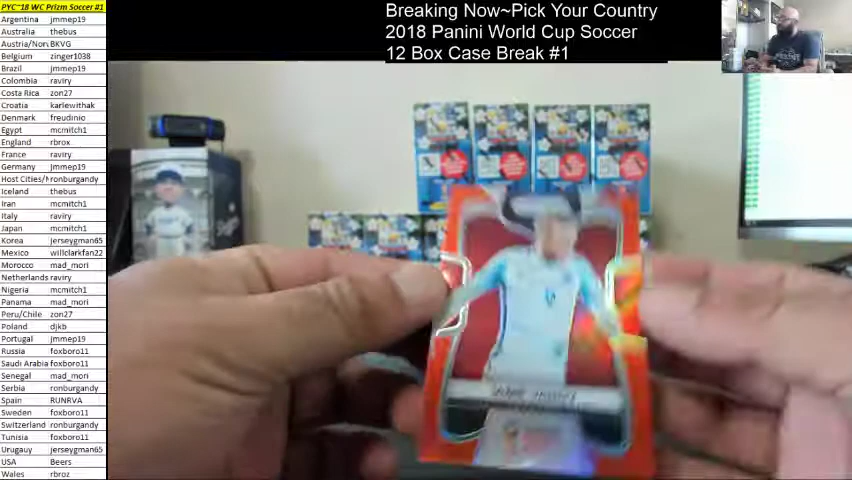 PYC~18 WC Prizm Soccer #1
Argentina jmmep19
Australia thebus
Austria/Nor BKVG
Belgium zinger1038
Brazil jmmep19
Colombia raviry
Costa Rica zon27
Croatia karlewithak
Denmark freudinio
Egypt mcmitch1
England rbrox
France raviry
Germany jmmep19
Host Cities/ ronburgandy
Iceland thebus
Iran mcmitch1
Italy raviry
Japan mcmitch1
Korea jerseygman65
Mexico willclarkfan22
Morocco mad_mori
Netherlands raviry
Nigeria mcmitch1
Panama mad_mori
Peru/Chile zon27
Poland djkb
Portugal jmmep19
Russia foxboro11
Saudi Arabia foxboro11
Senegal mad_mori
Serbia ronburgandy
Spain RUNRVA
Sweden foxboro11
Switzerland ronburgandy
Tunisia foxboro11
Urugauy jerseygman65
USA Beers
Wales rbroz
Breaking Now~Pick Your Country
2018 Panini World Cup Soccer
12 Box Case Break #1